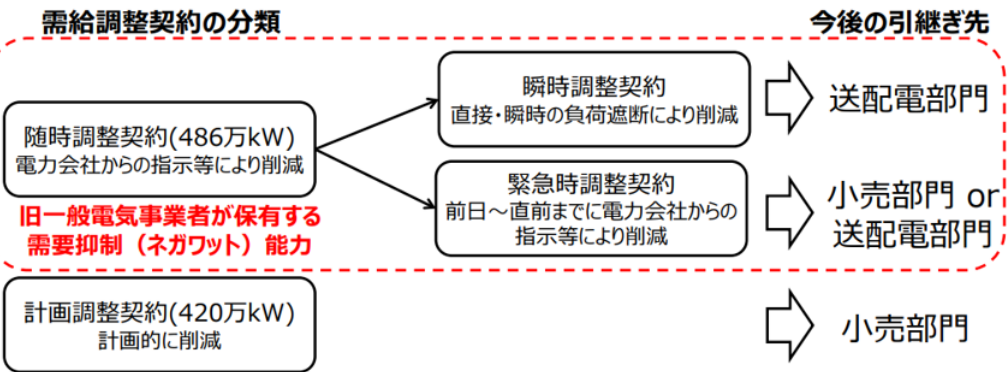 需給調整契約の分類
今後の引継ぎ先
随時調整契約(486万kW)
電力会社からの指示等により削減
旧一般電気事業者が保有する
需要抑制（ネガワット）能力
瞬時調整契約
直接・瞬時の負荷遮断により削減
送配電部門
緊急時調整契約
前日～直前までに電力会社からの
指示等により削減
小売部門 or
送配電部門
計画調整契約(420万kW)
計画的に削減
小売部門